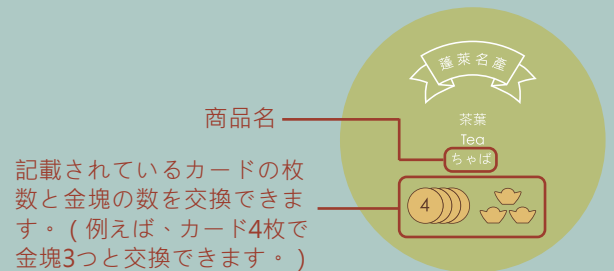 蓬萊名產
茶葉
Tea
ちゃば
4
商品名
記載されているカードの枚
数と金塊の数を交換できま
す。(例えば、カード4枚で
金塊3つと交換できます。)